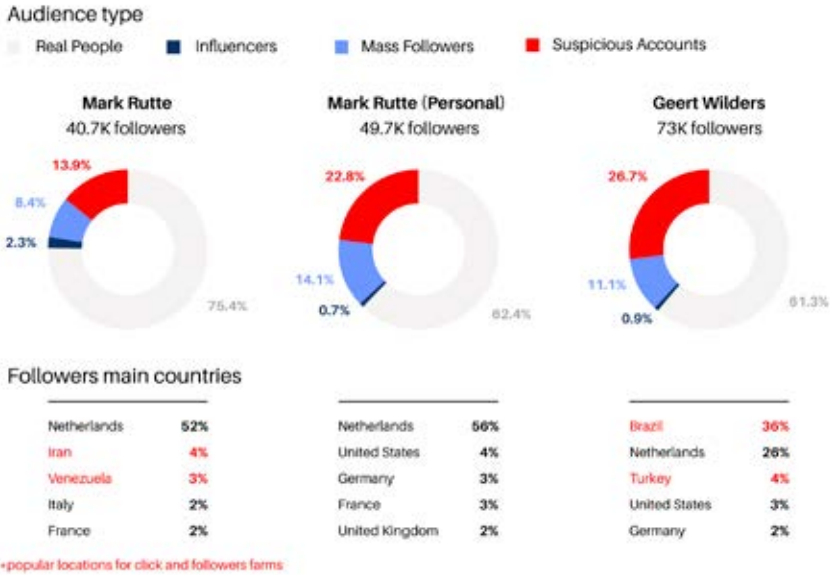 Audience type
Real People Influencers Mass Followers Suspicious Accounts
Mark Rutte
40.7K followers
13.9%
8.4%
2.3%
75.4%
Mark Rutte (Personal)
49.7K followers
22.8%
14.1%
0.7%
62.4%
Geert Wilders
73K followers
26.7%
11.1%
0.9%
61.3%
Followers main countries
Netherlands 52%
Iran 4%
Venezuela 3%
Italy 2%
France 2%
Netherlands 56%
United States 4%
Germany 3%
France 3%
United Kingdom 2%
Brazil 36%
Netherlands 26%
Turkey 4%
United States 3%
Germany 2%
*popular locations for click and followers farms